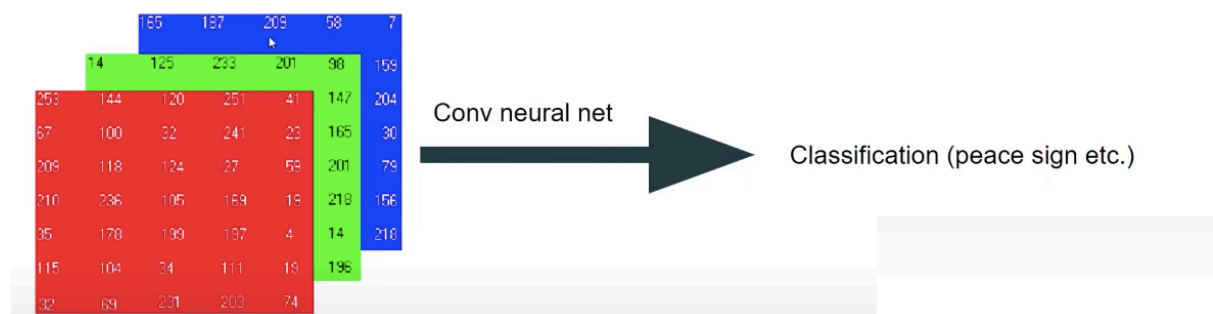 165 187 209 58 7
14 125 233 201 98 159
253 144 120 251 41 147 204
67 100 32 241 23 165 30
209 118 124 27 59 201 79
210 236 105 169 19 218 156
35 178 199 197 4 14 218
115 104 34 111 19 196
32 69 231 203 74
Conv neural net
Classification (peace sign etc.)